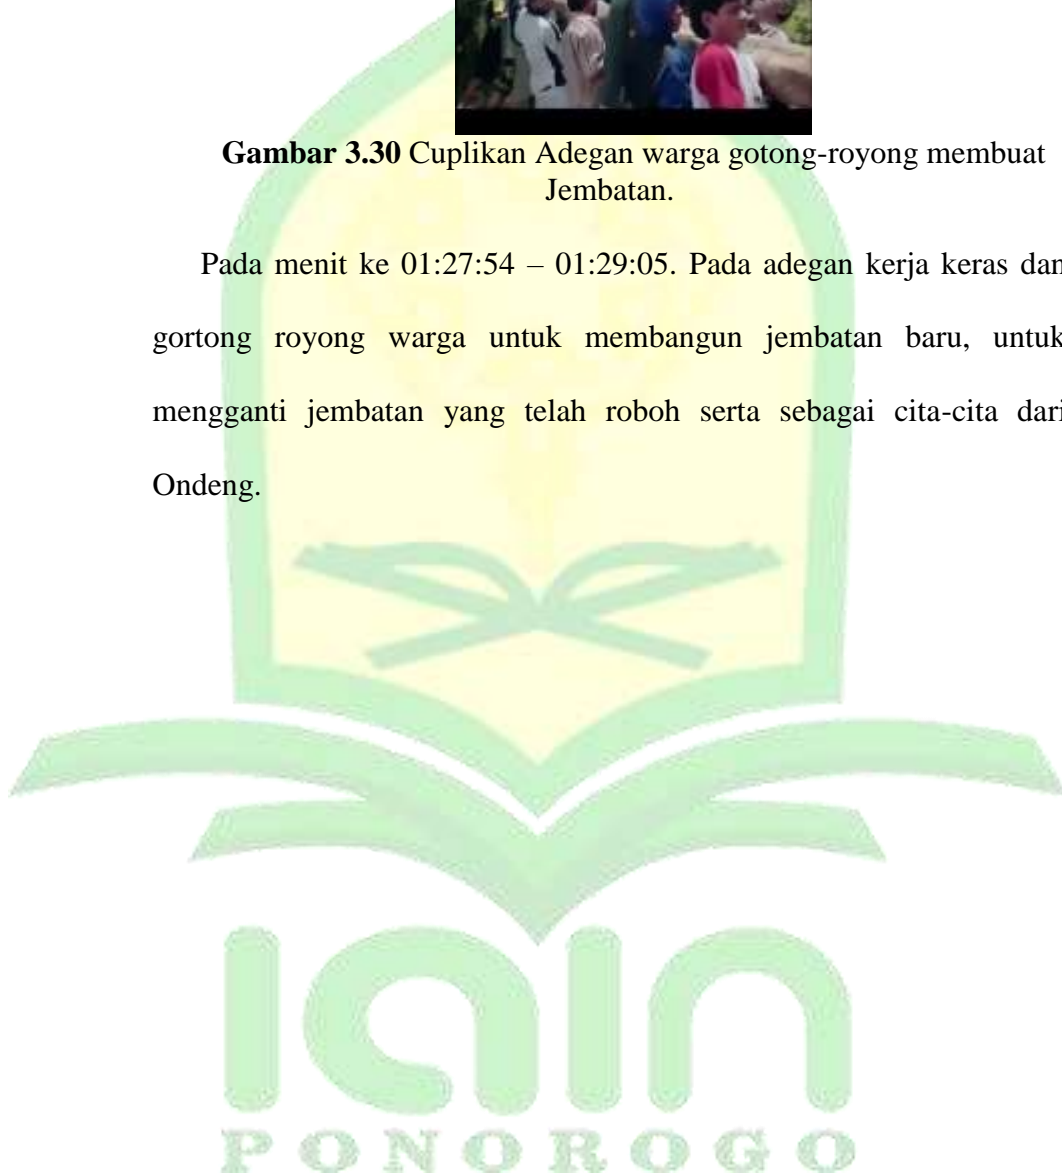 Gambar 3.30 Cuplikan Adegan warga gotong-royong membuat
Jembatan.
Pada menit ke 01:27:54 – 01:29:05. Pada adegan kerja keras dan
gortong royong warga untuk membangun jembatan baru, untuk
mengganti jembatan yang telah roboh serta sebagai cita-cita dari
Ondeng.
iain
PONOROGO